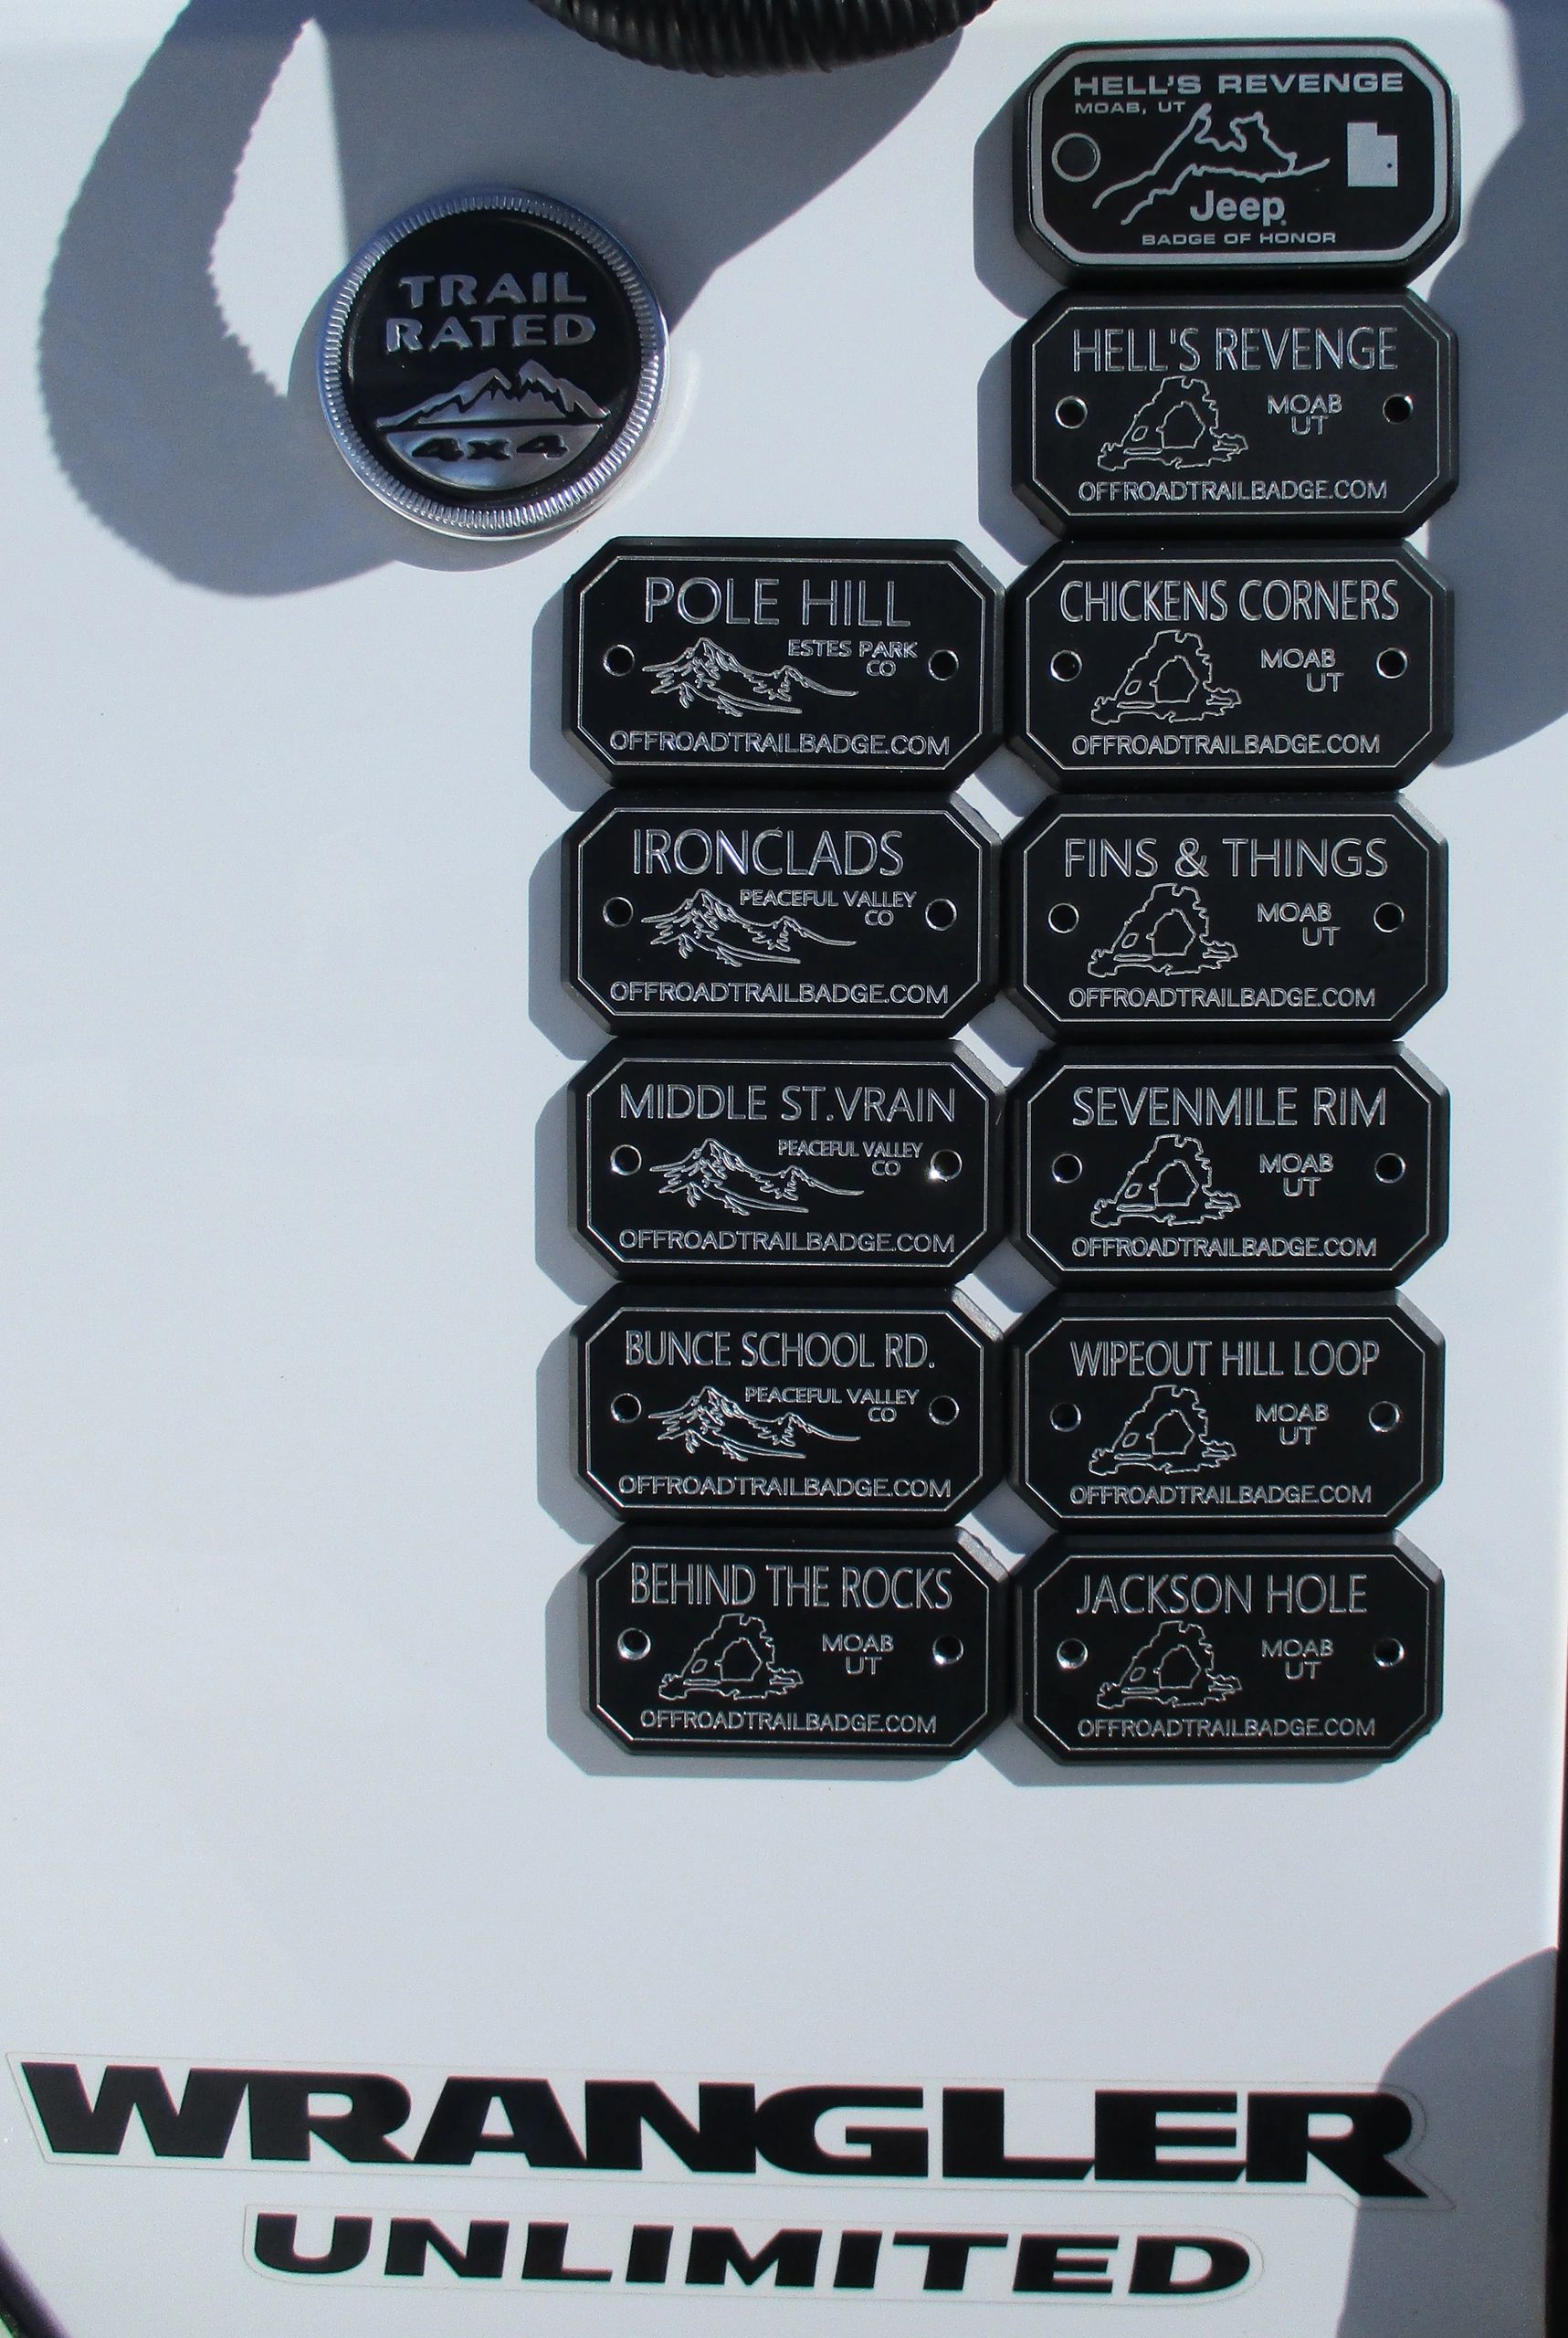 TRAIL
RATED
4x4
HELL'S REVENGE
MOAB, UT
Jeep
BADGE OF HONOR
HELL'S REVENGE
MOAB
UT
OFFROADTRAILBADGE.COM
POLE HILL
ESTES PARK
CO
OFFROADTRAILBADGE.COM
CHICKENS CORNERS
MOAB
UT
OFFROADTRAILBADGE.COM
IRONCLADS
PEACEFUL VALLEY
CO
OFFROADTRAILBADGE.COM
FINS & THINGS
MOAB
UT
OFFROADTRAILBADGE.COM
MIDDLE ST.VRAIN
PEACEFUL VALLEY
CO
OFFROADTRAILBADGE.COM
SEVENMILE RIM
MOAB
UT
OFFROADTRAILBADGE.COM
BUNCE SCHOOL RD.
PEACEFUL VALLEY
CO
OFFROADTRAILBADGE.COM
WIPEOUT HILL LOOP
MOAB
UT
OFFROADTRAILBADGE.COM
BEHIND THE ROCKS
MOAB
UT
OFFROADTRAILBADGE.COM
JACKSON HOLE
MOAB
UT
OFFROADTRAILBADGE.COM
WRANGLER
UNLIMITED